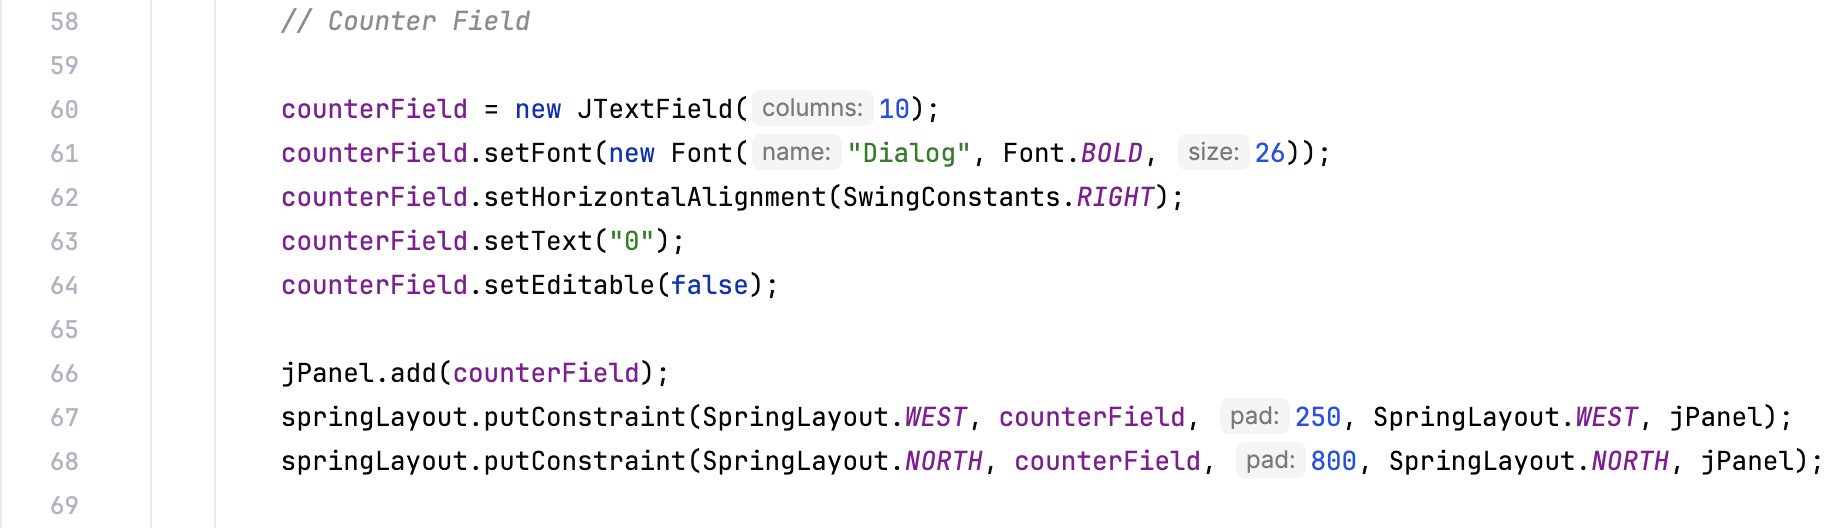 58 // Counter Field
59
60 counterField = new JTextField( columns: 10);
61 counterField.setFont(new Font( name: "Dialog", Font.BOLD, size: 26));
62 counterField.setHorizontalAlignment(SwingConstants.RIGHT);
63 counterField.setText("0");
64 counterField.setEditable(false);
65
66 jPanel.add(counterField);
67 springLayout.putConstraint(SpringLayout.WEST, counterField, pad: 250, SpringLayout.WEST, jPanel);
68 springLayout.putConstraint(SpringLayout.NORTH, counterField, pad: 800, SpringLayout.NORTH, jPanel);
69